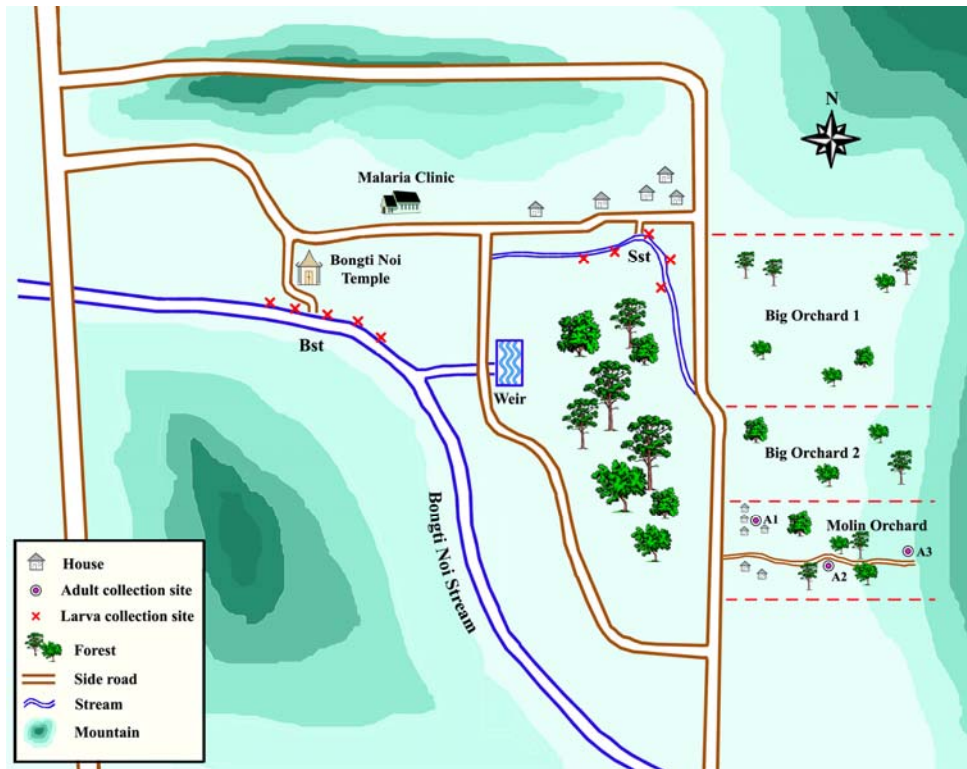 N
Malaria Clinic
Bongti Noi
Temple
Sst
Big Orchard 1
Bst
Weir
Big Orchard 2
Bongti Noi Stream
A1
Molin Orchard
A3
A2
House
Adult collection site
Larva collection site
Forest
Side road
Stream
Mountain